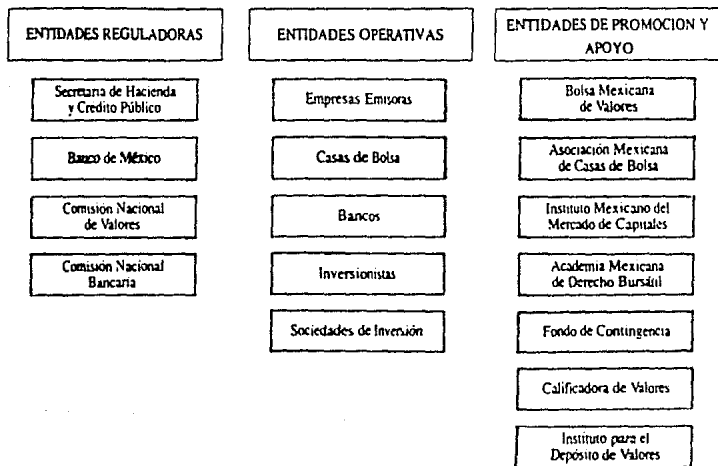 ENTIDADES REGULADORAS
Secretaria de Hacienda
y Credito Público
Banco de México
Comisión Nacional
de Valores
Comisión Nacional
Bancaria
ENTIDADES OPERATIVAS
Empresas Emisoras
Casas de Bolsa
Bancos
Inversionistas
Sociedades de Inversión
ENTIDADES DE PROMOCION Y
APOYO
Bolsa Mexicana
de Valores
Asociación Mexicana
de Casas de Bolsa
Instituto Mexicano del
Mercado de Capitales
Academia Mexicana
de Derecho Bursátil
Fondo de Contingencia
Calificadora de Valores
Instituto para el
Depósito de Valores